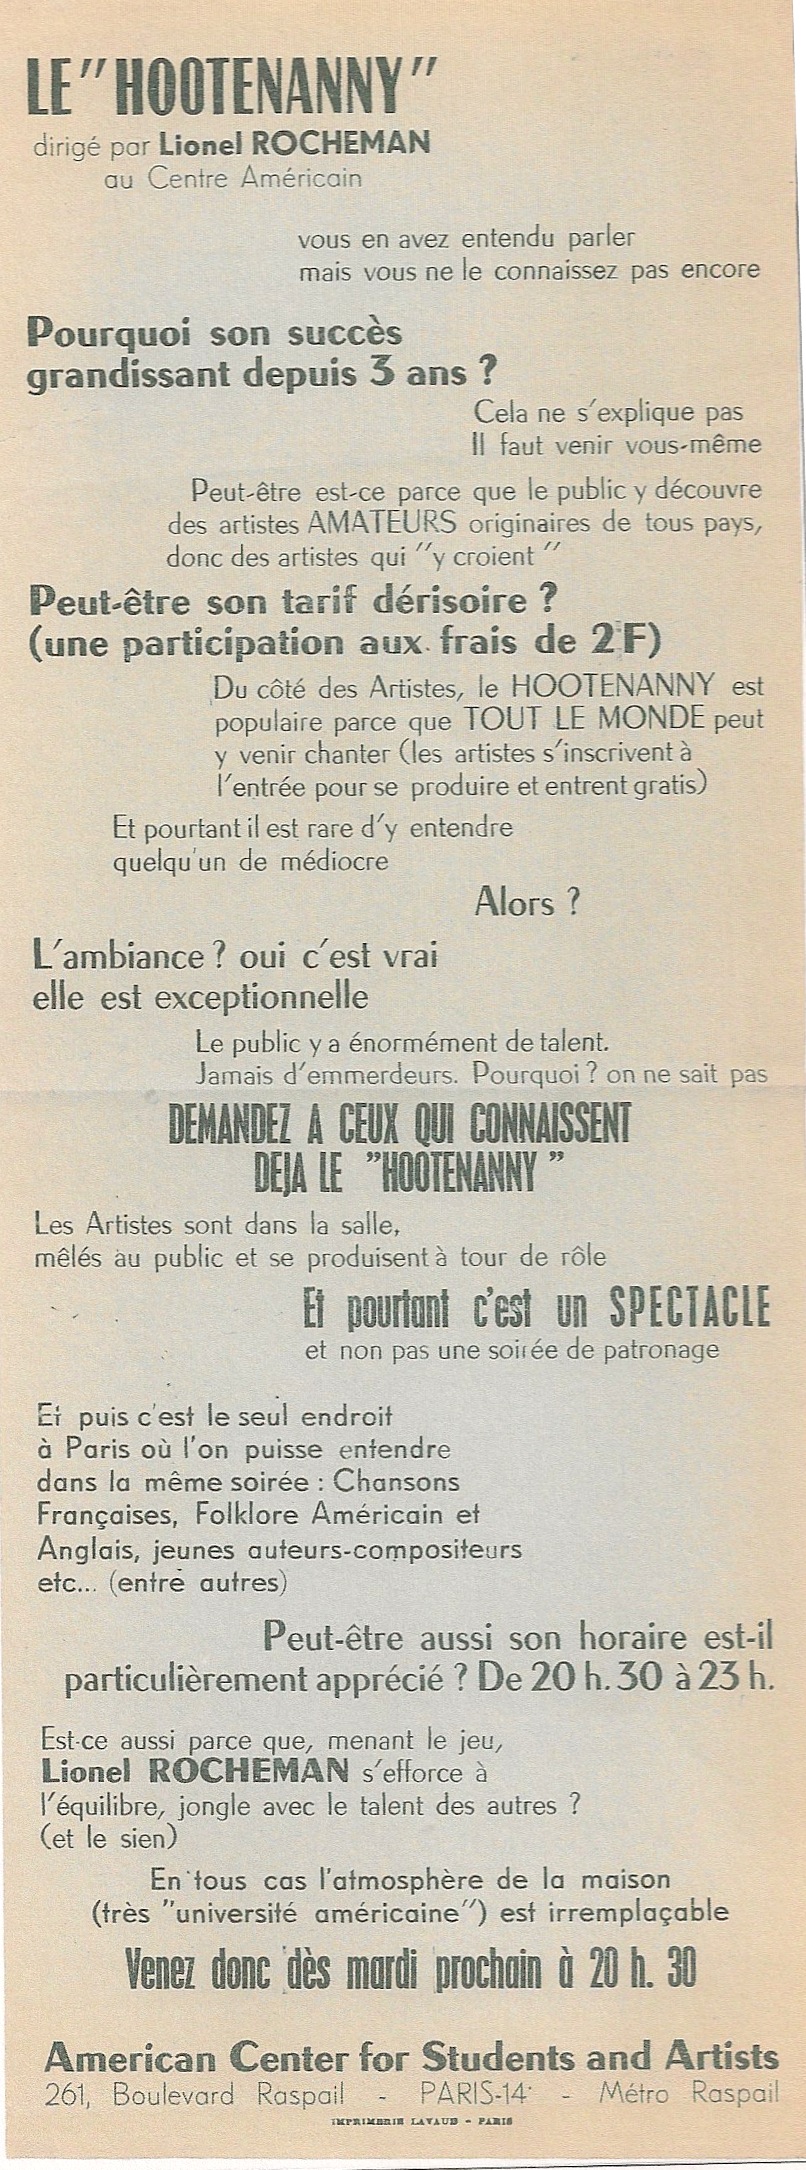 LE "HOOTENANNY"
dirigé par Lionel ROCHEMAN
au Centre Américain
vous en avez entendu parler
mais vous ne le connaissez pas encore
Pourquoi son succès
grandissant depuis 3 ans ?
Cela ne s'explique pas
Il faut venir vous-même
Peut-être est-ce parce que le public y découvre
des artistes AMATEURS originaires de tous pays,
donc des artistes qui "y croient"
Peut-être son tarif dérisoire ?
(une participation aux frais de 2 F)
Du côté des Artistes, le HOOTENANNY est
populaire parce que TOUT LE MONDE peut
y venir chanter (les artistes s'inscrivent à
l'entrée pour se produire et entrent gratis)
Et pourtant il est rare d'y entendre
quelqu'un de médiocre
Alors ?
L'ambiance ? oui c'est vrai
elle est exceptionnelle
Le public y a énormément de talent.
Jamais d'emmerdeurs. Pourquoi ? on ne sait pas
DEMANDEZ A CEUX QUI CONNAISSENT
DEJA LE "HOOTENANNY"
Les Artistes sont dans la salle,
mêlés au public et se produisent à tour de rôle
Et pourtant c'est un SPECTACLE
et non pas une soirée de patronage
Et puis c'est le seul endroit
à Paris où l'on puisse entendre
dans la même soirée : Chansons
Françaises, Folklore Américain et
Anglais, jeunes auteurs-compositeurs
etc... (entre autres)
Peut-être aussi son horaire est-il
particulièrement apprécié ? De 20 h. 30 à 23 h.
Est-ce aussi parce que, menant le jeu,
Lionel ROCHEMAN s'efforce à
l'équilibre, jongle avec le talent des autres ?
(et le sien)
En tous cas l'atmosphère de la maison
(très "université américaine") est irremplaçable
Venez donc dès mardi prochain à 20 h. 30
American Center for Students and Artists
261, Boulevard Raspail - PARIS-14° - Métro Raspail
IMPRIMERIE LAVAUD - PARIS